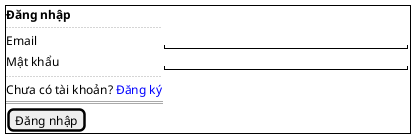 Đăng nhập
Email
Mật khẩu
Chưa có tài khoản? Đăng ký
Đăng nhập